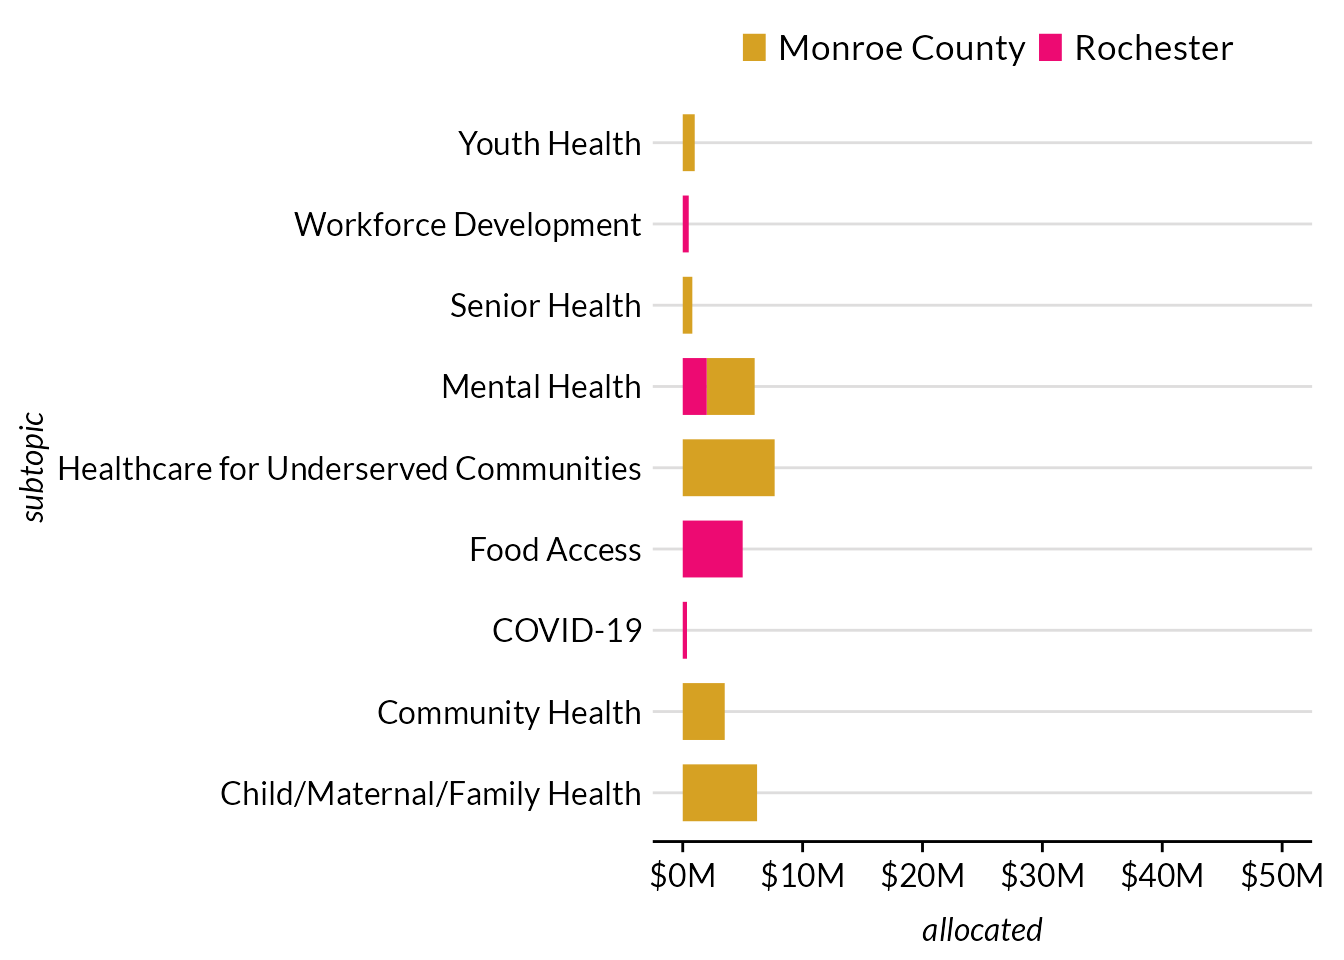 Monroe County Rochester
Youth Health
Workforce Development
Senior Health
Mental Health
Healthcare for Underserved Communities
Food Access
COVID-19
Community Health
Child/Maternal/Family Health
subtopic
$0M $10M $20M $30M $40M $50M
allocated